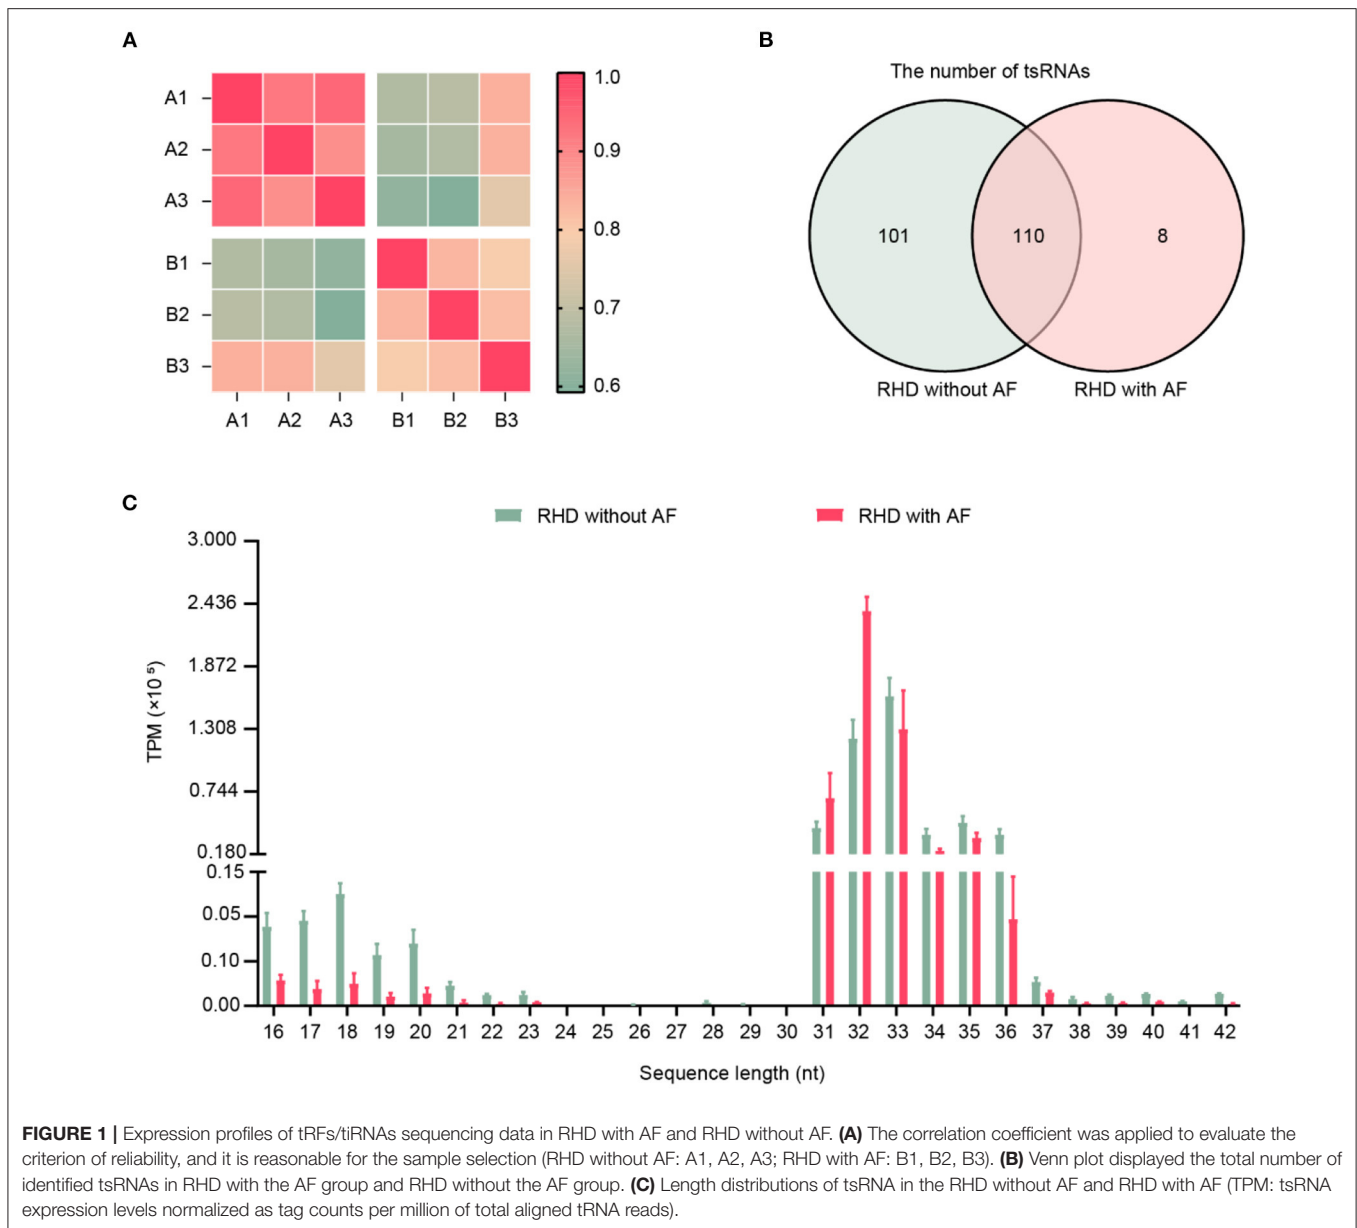 A
A1
A2
A3
B1
B2
B3
A1 A2 A3 B1 B2 B3
1.0
0.9
0.8
0.7
0.6
B
The number of tsRNAs
101 110 8
RHD without AF RHD with AF
C
RHD without AF RHD with AF
TPM (×10 ⁵)
3.000
2.436
1.872
1.308
0.744
0.180
0.15
0.05
0.10
0.00
16 17 18 19 20 21 22 23 24 25 26 27 28 29 30 31 32 33 34 35 36 37 38 39 40 41 42
Sequence length (nt)
FIGURE 1 | Expression profiles of tRFs/tiRNAs sequencing data in RHD with AF and RHD without AF. (A) The correlation coefficient was applied to evaluate the
criterion of reliability, and it is reasonable for the sample selection (RHD without AF: A1, A2, A3; RHD with AF: B1, B2, B3). (B) Venn plot displayed the total number of
identified tsRNAs in RHD with the AF group and RHD without the AF group. (C) Length distributions of tsRNA in the RHD without AF and RHD with AF (TPM: tsRNA
expression levels normalized as tag counts per million of total aligned tRNA reads).